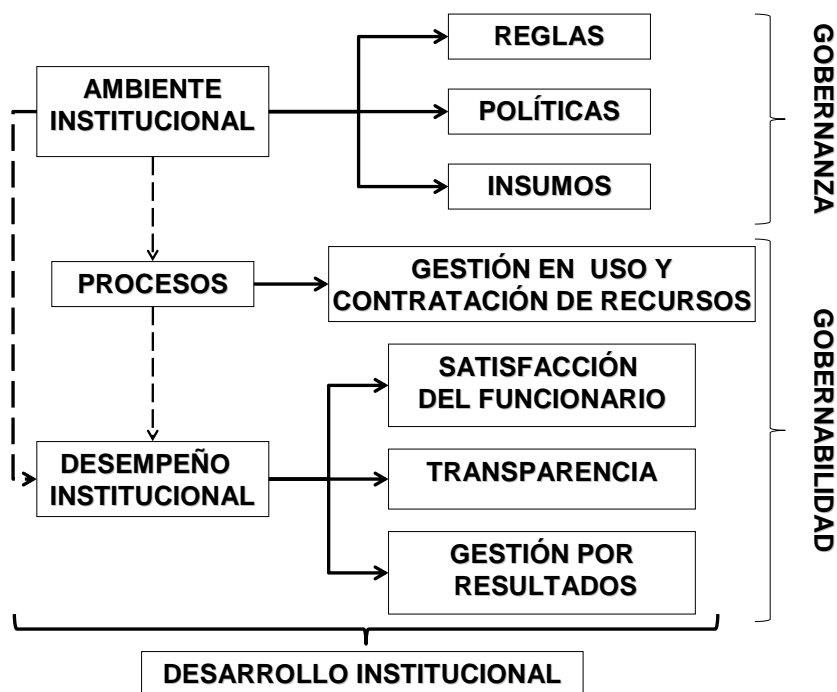 REGLAS
AMBIENTE
INSTITUCIONAL
POLÍTICAS
INSUMOS
GOBERNANZA
PROCESOS
GESTIÓN EN USO Y
CONTRATACIÓN DE RECURSOS
SATISFACCIÓN
DEL FUNCIONARIO
DESEMPEÑO
INSTITUCIONAL
TRANSPARENCIA
GESTIÓN POR
RESULTADOS
GOBERNABILIDAD
DESARROLLO INSTITUCIONAL